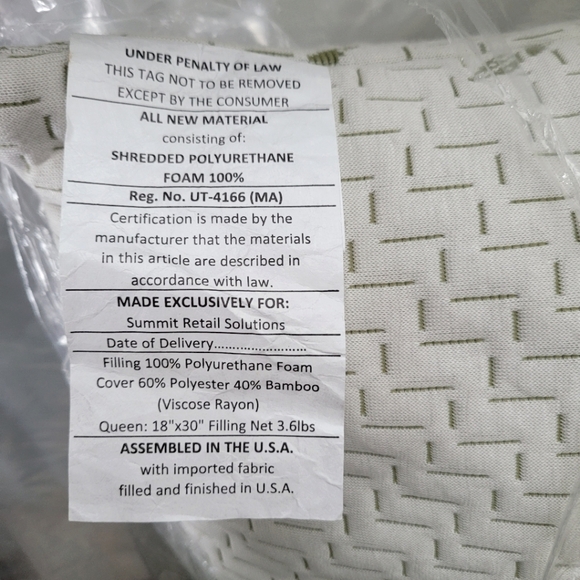 UNDER PENALTY OF LAW
THIS TAG NOT TO BE REMOVED
EXCEPT BY THE CONSUMER
ALL NEW MATERIAL
consisting of:
SHREDDED POLYURETHANE
FOAM 100%
Reg. No. UT-4166 (MA)
Certification is made by the
manufacturer that the materials
in this article are described in
accordance with law.
MADE EXCLUSIVELY FOR:
Summit Retail Solutions
Date of Delivery........................
Filling 100% Polyurethane Foam
Cover 60% Polyester 40% Bamboo
(Viscose Rayon)
Queen: 18"x30" Filling Net 3.6lbs
ASSEMBLED IN THE U.S.A.
with imported fabric
filled and finished in U.S.A.